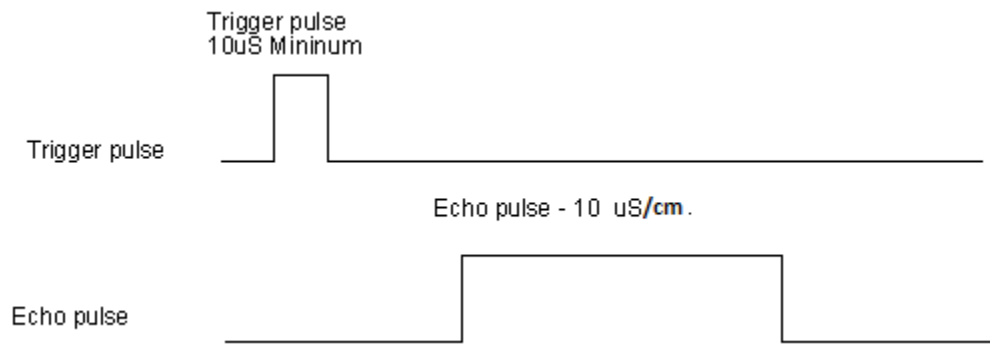 Trigger pulse
10uS Mininum
Trigger pulse
Echo pulse - 10 uS/cm.
Echo pulse